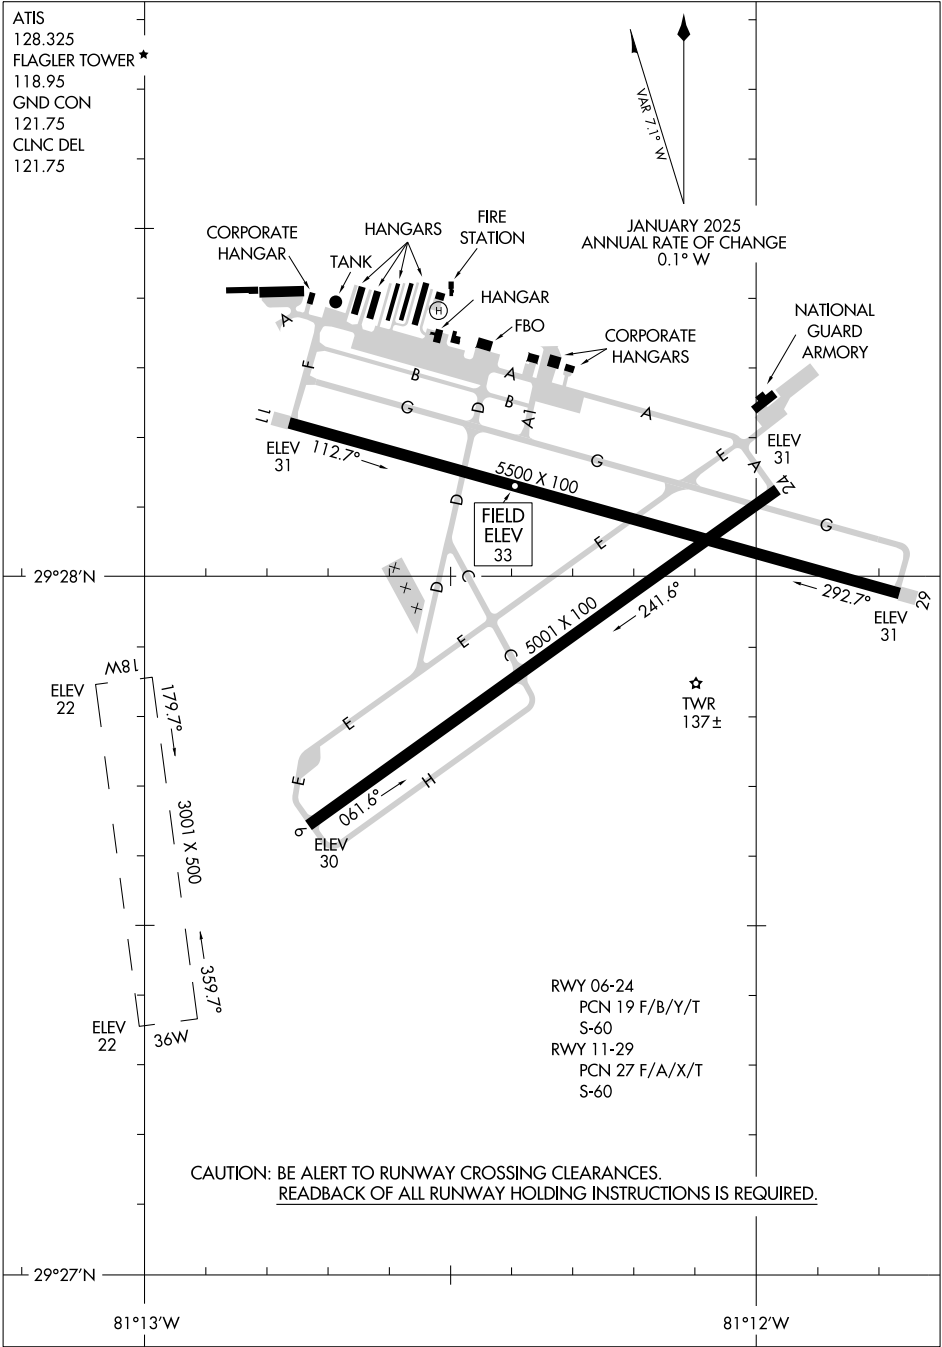 ATIS
128.325
FLAGLER TOWER
118.95
GND CON
121.75
CLNC DEL
121.75
VAR 7.1° W
JANUARY 2025
ANNUAL RATE OF CHANGE
0.1° W
CORPORATE
HANGAR
TANK
HANGARS
FIRE
STATION
H
HANGAR
FBO
CORPORATE
HANGARS
NATIONAL
GUARD
ARMORY
A
F
B
A
B
D
G
A1
A
11
ELEV
31
112.7°
5500 X 100
G
E
A
ELEV
31
24
D
FIELD
ELEV
33
E
G
29°28'N
X
X
X
D
C
5001 X 100
241.6°
292.7°
29
ELEV
31
E
C
18W
ELEV
22
179.7°
TWR
137±
E
E
H
061.6°
6
ELEV
30
3001 X 500
359.7°
ELEV
22
36W
RWY 06-24
PCN 19 F/B/Y/T
S-60
RWY 11-29
PCN 27 F/A/X/T
S-60
CAUTION: BE ALERT TO RUNWAY CROSSING CLEARANCES.
READBACK OF ALL RUNWAY HOLDING INSTRUCTIONS IS REQUIRED.
29°27'N
81°13'W
81°12'W